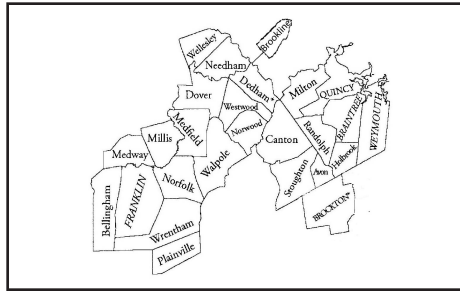 Wellesley
Brookline
Needham
Dedham*
Milton
QUINCY
Dover
Westwood
BRAINTREE
WEYMOUTH
Medfield
Norwood
Randolph
Canton
Millis
Walpole
Holbrook
Medway
Avon
Stoughton
Norfolk
FRANKLIN
Bellingham
BROCKTON*
Wrentham
Plainville